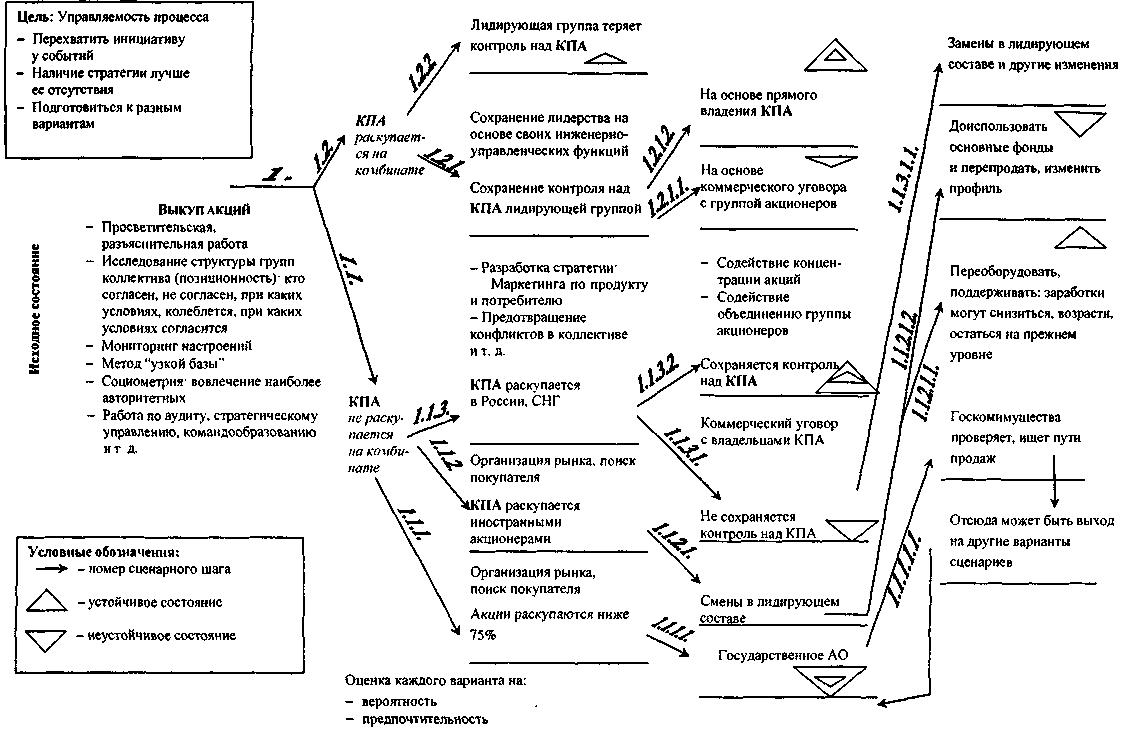 Цель: Управляемость процесса
– Перехватить инициативу
у событий
– Наличие стратегии лучше
ее отсутствия
– Подготовиться к разным
вариантам
1.
1.2.
1.1.
Исходное состояние
ВЫКУП АКЦИЙ
– Просветительская,
разъяснительная работа
– Исследование структуры групп
коллектива (позиционность): кто
согласен, не согласен, при каких
условиях, колеблется, при каких
условиях согласится
– Мониторинг настроений
– Метод "узкой базы"
– Социометрия: вовлечение наиболее
авторитетных
– Работа по аудиту, стратегическому
управлению, командообразованию
и т д.
Условные обозначения:
– номер сценарного шага
– устойчивое состояние
– неустойчивое состояние
КПА
раскупает-
ся на
комбинате
1.2.2.
1.2.1.
КПА
не раску-
пается
на комби-
нате
1.1.3.
1.1.2.
1.1.1.
Лидирующая группа теряет
контроль над КПА
Сохранение лидерства на
основе своих инженерно-
управленческих функций
Сохранение контроля над
КПА лидирующей группой
– Разработка стратегии:
Маркетинга по продукту
и потребителю
– Предотвращение
конфликтов в коллективе
и т. д.
КПА раскупается
в России, СНГ
Организация рынка, поиск
покупателя
КПА раскупается
иностранными
акционерами
Организация рынка,
поиск покупателя
Акции раскупаются ниже
75%
Оценка каждого варианта на:
– вероятность
– предпочтительность
1.2.1.2.
1.2.1.1.
1.1.3.2.
1.1.3.1.
1.1.2.1.
1.1.1.1.
На основе прямого
владения КПА
На основе
коммерческого уговора
с группой акционеров
– Содействие концен-
трации акций
– Содействие
объединению группы
акционеров
Сохраняется контроль
над КПА
Коммерческий уговор
с владельцами КПА
Не сохраняется
контроль над КПА
Смены в лидирующем
составе
Государственное АО
1.1.3.1.1.
1.1.2.1.2.
1.1.2.1.1.
1.1.1.1.1.
Замены в лидирующем
составе и другие изменения
Доиспользовать
основные фонды
и перепродать, изменить
профиль
Переоборудовать,
поддерживать: заработки
могут снизиться, возрасти,
остаться на прежнем
уровне
Госкомимущества
проверяет, ищет пути
продаж
Отсюда может быть выход
на другие варианты
сценариев